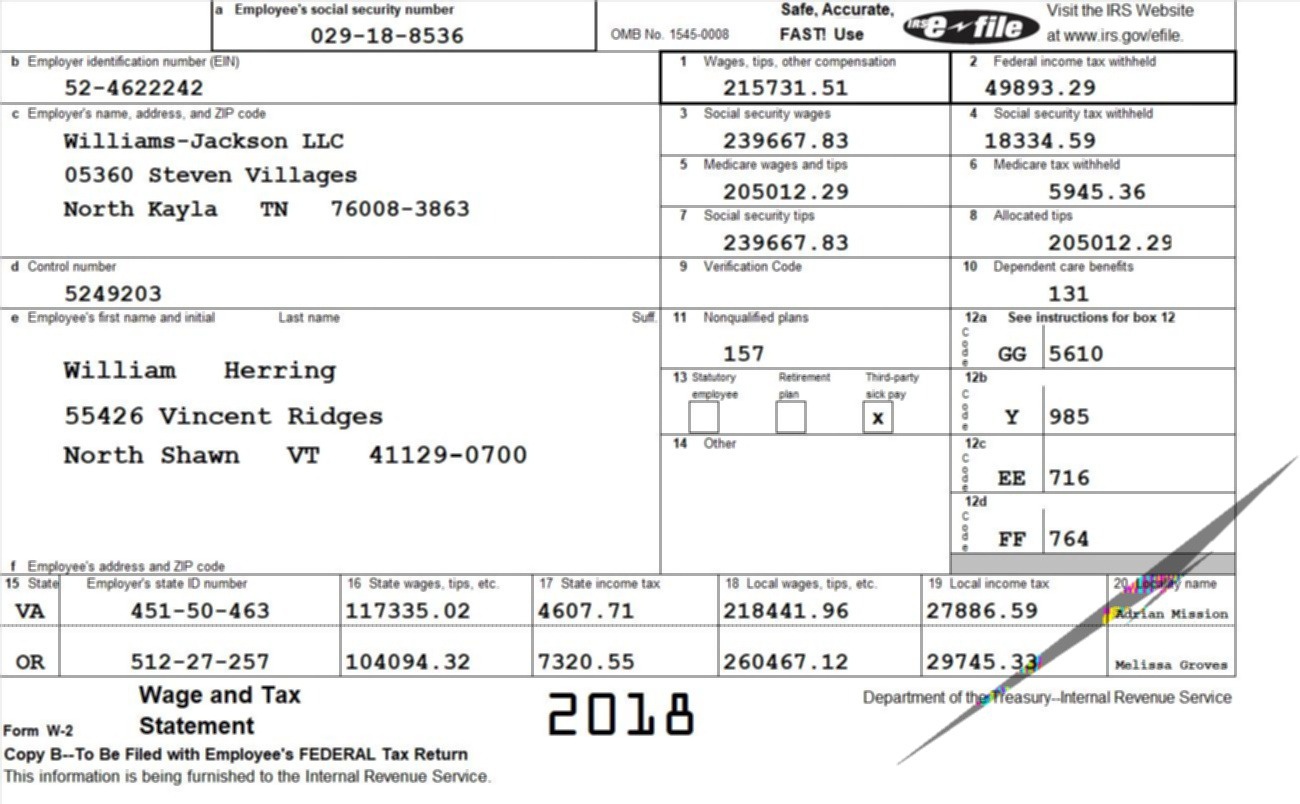 a Employee's social security number
029-18-8536
OMB No. 1545-0008
Safe, Accurate,
FAST! Use
IRS e-file
Visit the IRS Website
at www.irs.gov/efile.
b Employer identification number (EIN)
52-4622242
1 Wages, tips, other compensation
215731.51
2 Federal income tax withheld
49893.29
c Employer's name, address, and ZIP code
Williams-Jackson LLC
05360 Steven Villages
North Kayla TN 76008-3863
3 Social security wages
239667.83
4 Social security tax withheld
18334.59
5 Medicare wages and tips
205012.29
6 Medicare tax withheld
5945.36
7 Social security tips
239667.83
8 Allocated tips
205012.29
d Control number
5249203
9 Verification Code
10 Dependent care benefits
131
e Employee's first name and initial Last name Suff.
William Herring
55426 Vincent Ridges
North Shawn VT 41129-0700
11 Nonqualified plans
157
12a See instructions for box 12
Code GG 5610
13 Statutory employee
Retirement plan
Third-party sick pay
x
12b
Code Y 985
14 Other
12c
Code EE 716
12d
Code FF 764
f Employee's address and ZIP code
15 State Employer's state ID number 16 State wages, tips, etc. 17 State income tax 18 Local wages, tips, etc. 19 Local income tax 20 Locality name
VA 451-50-463 117335.02 4607.71 218441.96 27886.59 Adrian Mission
OR 512-27-257 104094.32 7320.55 260467.12 29745.33 Melissa Groves
Form W-2
Wage and Tax
Statement
2018
Department of the Treasury--Internal Revenue Service
Copy B--To Be Filed with Employee's FEDERAL Tax Return
This information is being furnished to the Internal Revenue Service.